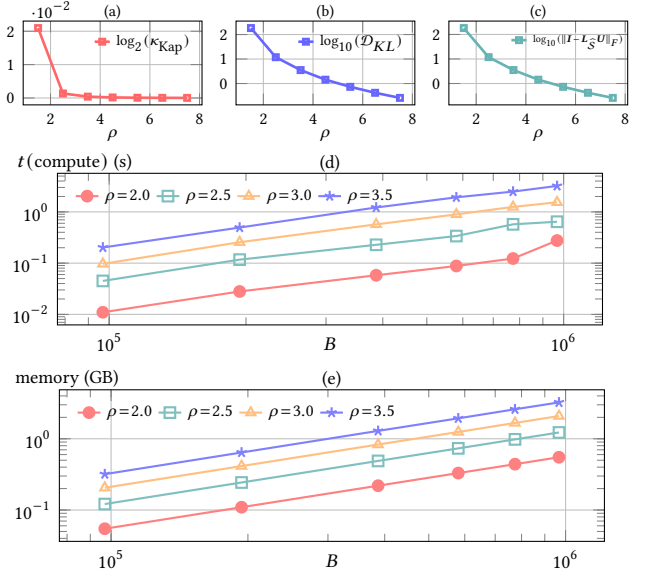 (a)
·10⁻²
log₂(κ_Kap)
2
1
0
2 4 6 8
ρ
(b)
log₁₀(𝒟_KL)
2
1
0
2 4 6 8
ρ
(c)
log₁₀(∥I−L_Ŝ U∥_F)
2
1
0
2 4 6 8
ρ
t(compute) (s)
(d)
ρ=2.0 ρ=2.5 ρ=3.0 ρ=3.5
10⁰
10⁻¹
10⁻²
10⁵ B 10⁶
memory (GB)
(e)
ρ=2.0 ρ=2.5 ρ=3.0 ρ=3.5
10⁰
10⁻¹
10⁵ B 10⁶